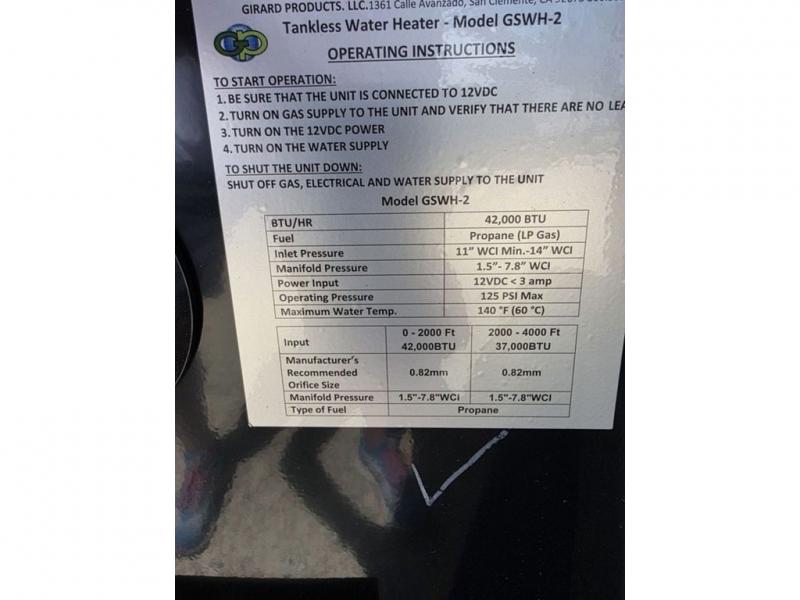 GIRARD PRODUCTS. LLC.1361 Calle Avanzado, San Clemente, CA
Tankless Water Heater - Model GSWH-2
OPERATING INSTRUCTIONS
TO START OPERATION:
1. BE SURE THAT THE UNIT IS CONNECTED TO 12VDC
2. TURN ON GAS SUPPLY TO THE UNIT AND VERIFY THAT THERE ARE NO LEA
3. TURN ON THE 12VDC POWER
4. TURN ON THE WATER SUPPLY
TO SHUT THE UNIT DOWN:
SHUT OFF GAS, ELECTRICAL AND WATER SUPPLY TO THE UNIT
Model GSWH-2
BTU/HR 42,000 BTU
Fuel Propane (LP Gas)
Inlet Pressure 11" WCI Min.-14" WCI
Manifold Pressure 1.5"- 7.8" WCI
Power Input 12VDC < 3 amp
Operating Pressure 125 PSI Max
Maximum Water Temp. 140 °F (60 °C)
Input 0 - 2000 Ft 2000 - 4000 Ft
42,000BTU 37,000BTU
Manufacturer's
Recommended 0.82mm 0.82mm
Orifice Size
Manifold Pressure 1.5"-7.8"WCI 1.5"-7.8"WCI
Type of Fuel Propane